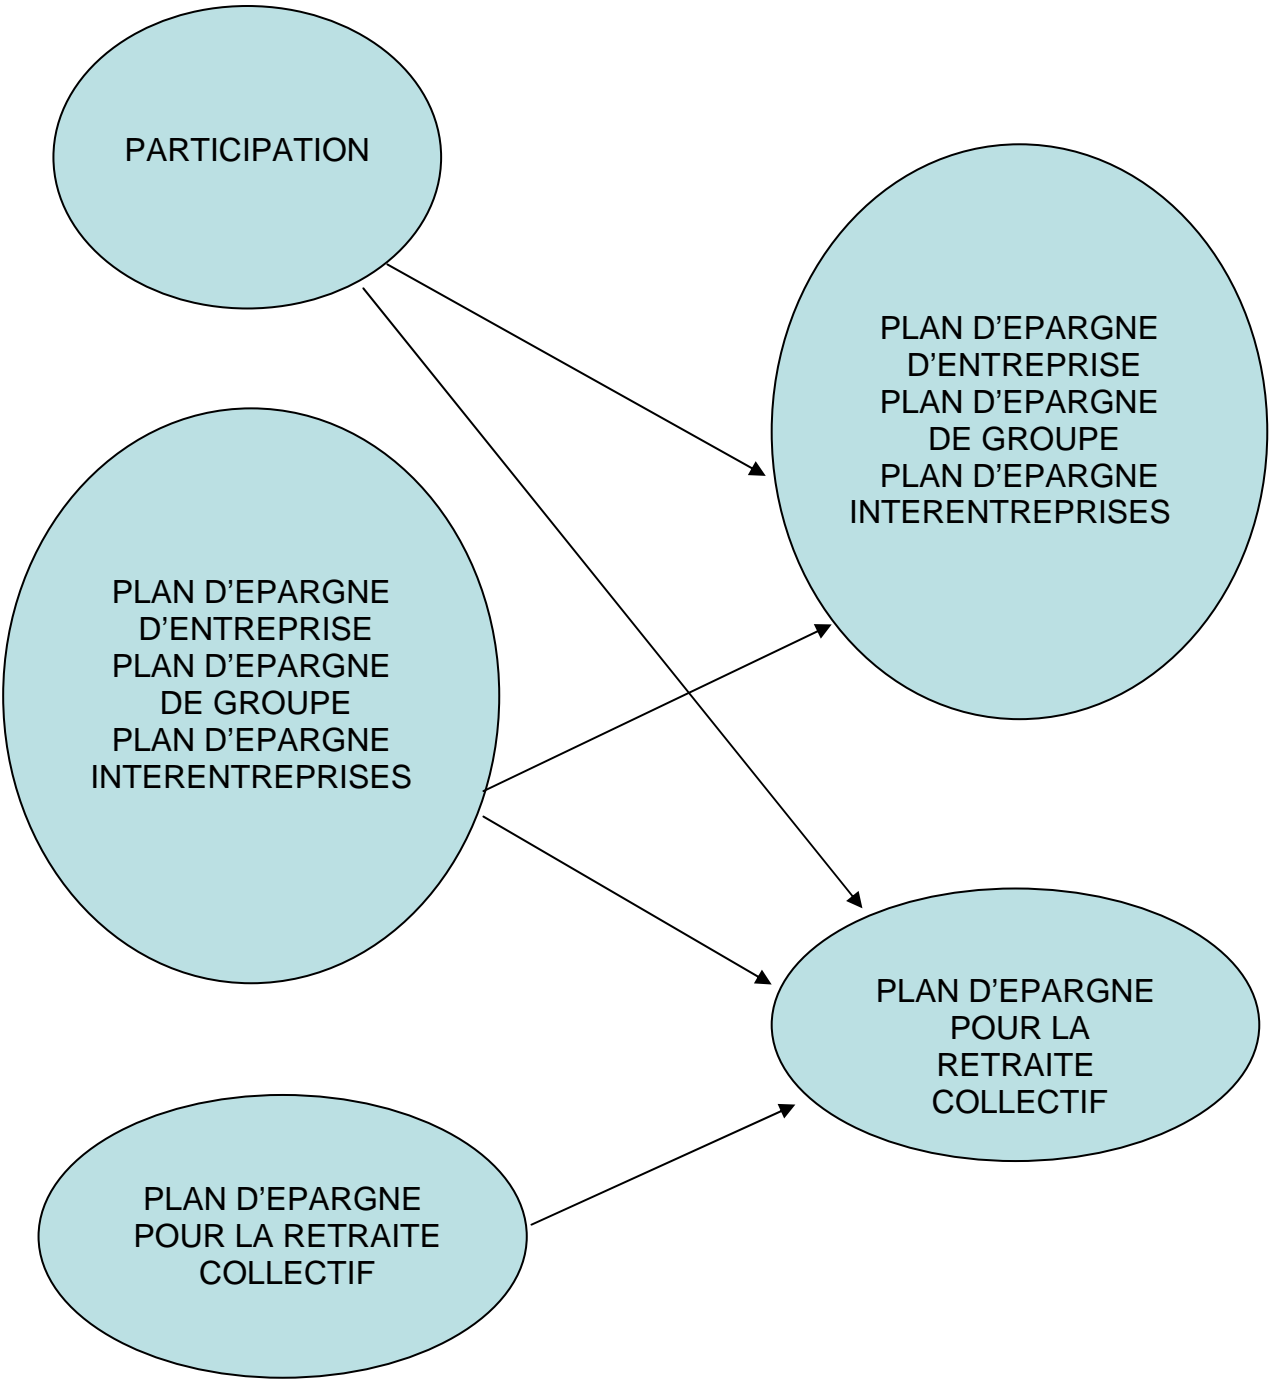 PARTICIPATION
PLAN D’EPARGNE
D’ENTREPRISE
PLAN D’EPARGNE
DE GROUPE
PLAN D’EPARGNE
INTERENTREPRISES
PLAN D’EPARGNE
D’ENTREPRISE
PLAN D’EPARGNE
DE GROUPE
PLAN D’EPARGNE
INTERENTREPRISES
PLAN D’EPARGNE
POUR LA
RETRAITE
COLLECTIF
PLAN D’EPARGNE
POUR LA RETRAITE
COLLECTIF